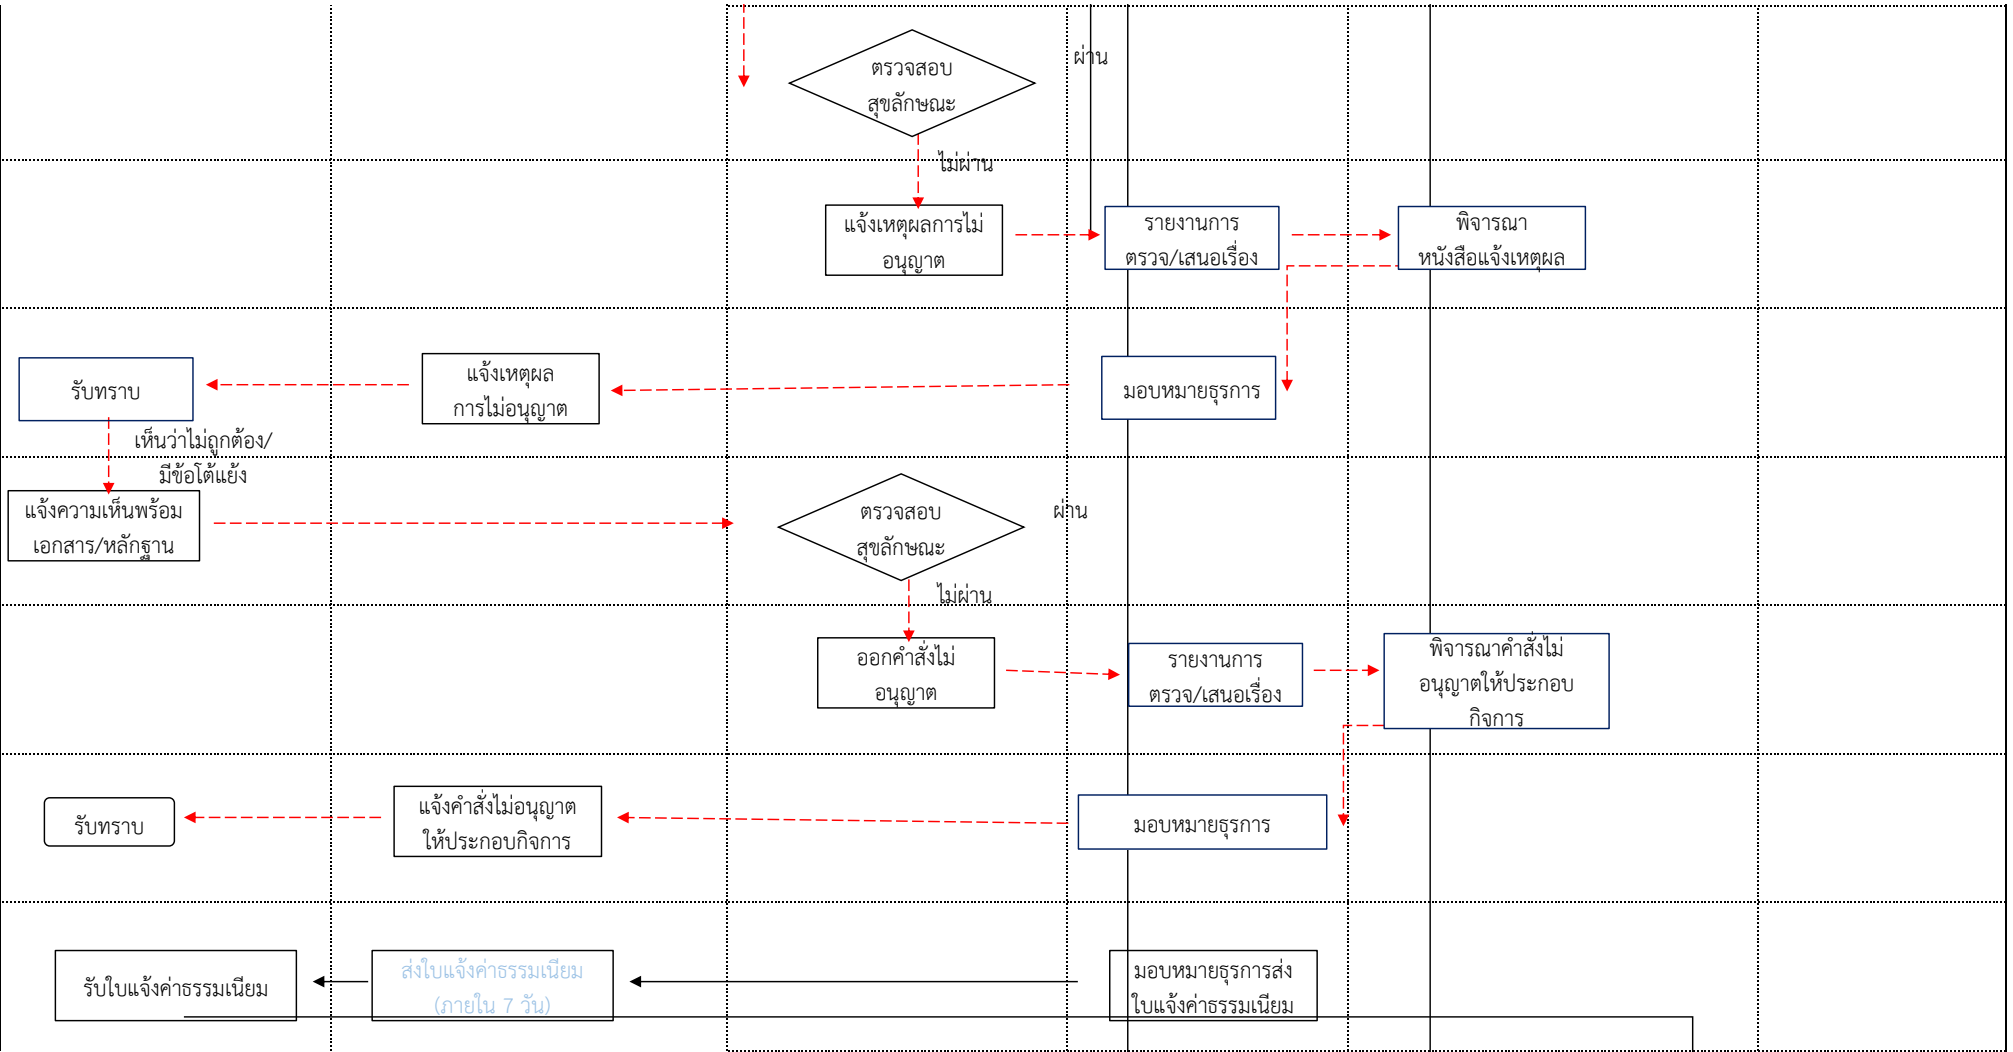 ผ่าน
ตรวจสอบ
สุขลักษณะ
ไม่ผ่าน
แจ้งเหตุผลการไม่
อนุญาต
รายงานการ
ตรวจ/เสนอเรื่อง
พิจารณา
หนังสือแจ้งเหตุผล
รับทราบ
แจ้งเหตุผล
การไม่อนุญาต
มอบหมายธุรการ
เห็นว่าไม่ถูกต้อง/
มีข้อโต้แย้ง
แจ้งความเห็นพร้อม
เอกสาร/หลักฐาน
ตรวจสอบ
สุขลักษณะ
ผ่าน
ไม่ผ่าน
ออกคำสั่งไม่
อนุญาต
รายงานการ
ตรวจ/เสนอเรื่อง
พิจารณาคำสั่งไม่
อนุญาตให้ประกอบ
กิจการ
รับทราบ
แจ้งคำสั่งไม่อนุญาต
ให้ประกอบกิจการ
มอบหมายธุรการ
รับใบแจ้งค่าธรรมเนียม
ส่งใบแจ้งค่าธรรมเนียม
(ภายใน 7 วัน)
มอบหมายธุรการส่ง
ใบแจ้งค่าธรรมเนียม